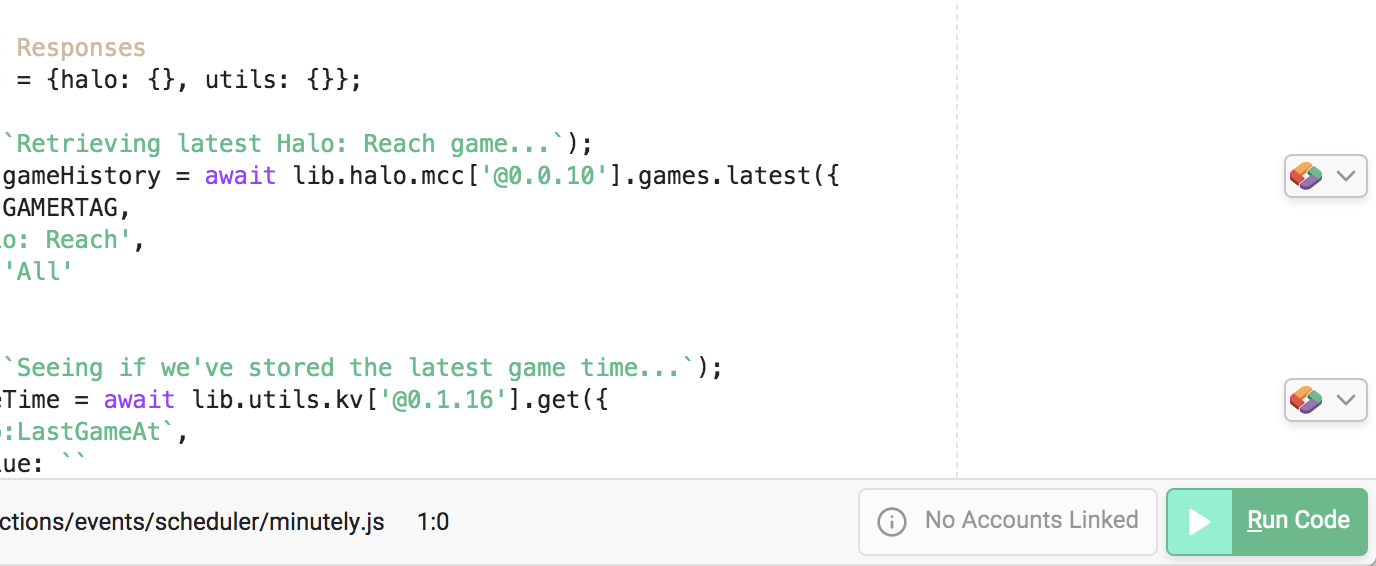 Responses
= {halo: {}, utils: {}};
`Retrieving latest Halo: Reach game...`);
gameHistory = await lib.halo.mcc['@0.0.10'].games.latest({
GAMERTAG,
o: Reach',
'All'
`Seeing if we've stored the latest game time...`);
eTime = await lib.utils.kv['@0.1.16'].get({
:LastGameAt`,
ue: ``
ctions/events/scheduler/minutely.js 1:0
No Accounts Linked
Run Code